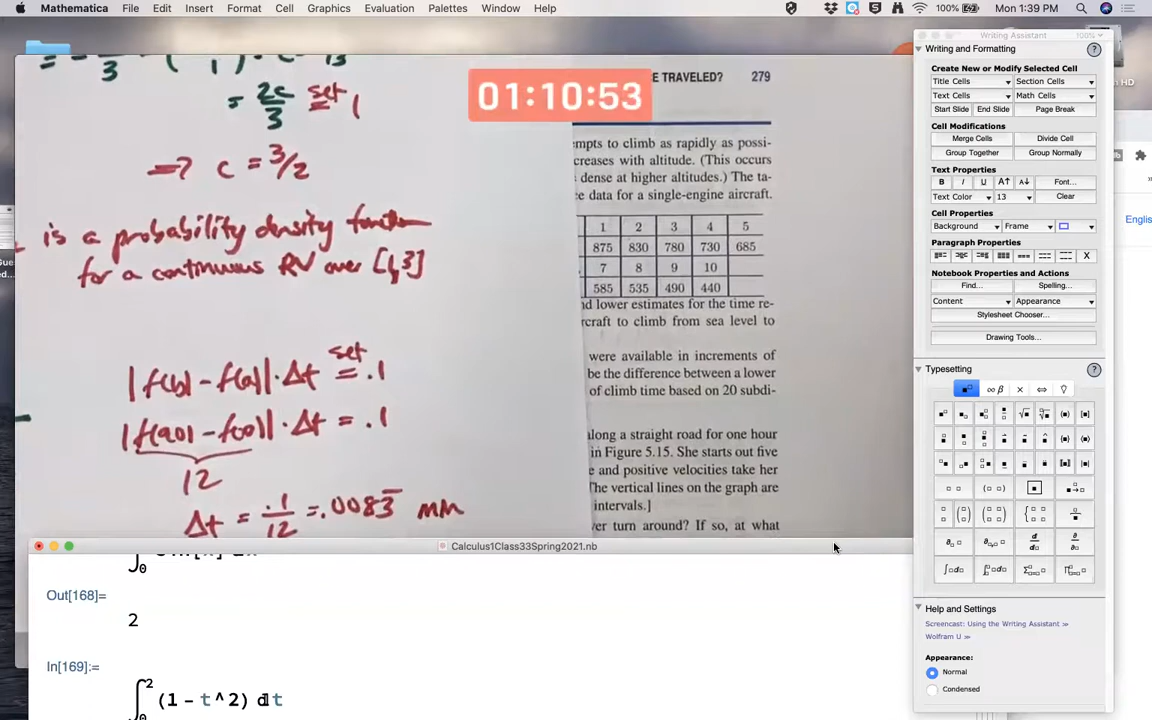 Mathematica File Edit Insert Format Cell Graphics Evaluation Palettes Window Help 100% Mon 1:39 PM
= 2c/3 set = 1
=> c = 3/2
is a probability density function
for a continuous RV over [1,3]
|f(b) - f(a)| · Δt set = .1
|f(10) - f(0)| · Δt = .1
12
Δt = .1/12 = .0083̅ min
01:10:53
E TRAVELED? 279
empts to climb as rapidly as possi-
creases with altitude. (This occurs
dense at higher altitudes.) The ta-
e data for a single-engine aircraft.
1 2 3 4 5
875 830 780 730 685
7 8 9 10
585 535 490 440
nd lower estimates for the time re-
rcraft to climb from sea level to
were available in increments of
be the difference between a lower
of climb time based on 20 subdi-
along a straight road for one hour
in Figure 5.15. She starts out five
e and positive velocities take her
The vertical lines on the graph are
intervals.]
ver turn around? If so, at what
Calculus1Class33Spring2021.nb
Out[168]=
2
In[169]:=
∫₀² (1 - t ^ 2) dt
Writing Assistant 100%
Writing and Formatting
Create New or Modify Selected Cell
Title Cells Section Cells
Text Cells Math Cells
Start Slide End Slide Page Break
Cell Modifications
Merge Cells Divide Cell
Group Together Group Normally
Text Properties
B I U A A Font...
Text Color 13 Clear
Cell Properties
Background Frame
Paragraph Properties
X
Notebook Properties and Actions
Find... Spelling...
Content Appearance
Stylesheet Chooser...
Drawing Tools...
Typesetting
∞ β
Help and Settings
Screencast: Using the Writing Assistant >>
Wolfram U >>
Appearance:
Normal
Condensed
HD
Englis